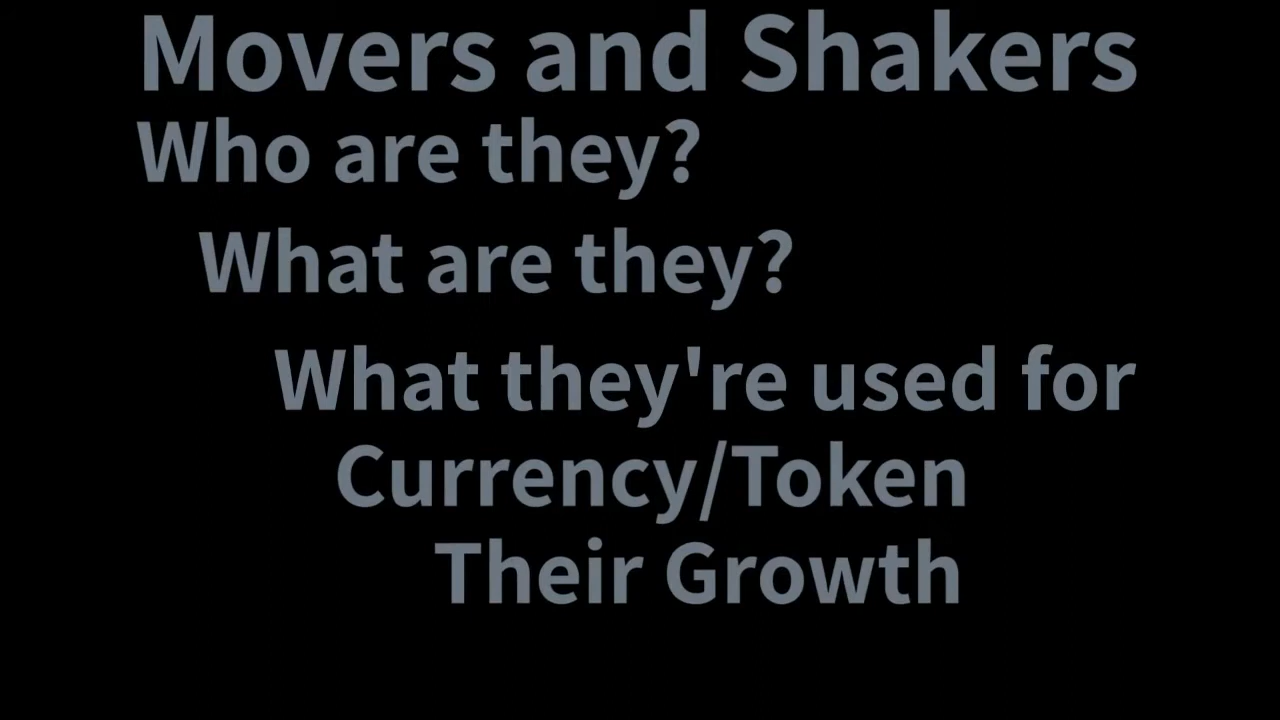 Movers and Shakers
Who are they?
What are they?
What they're used for
Currency/Token
Their Growth